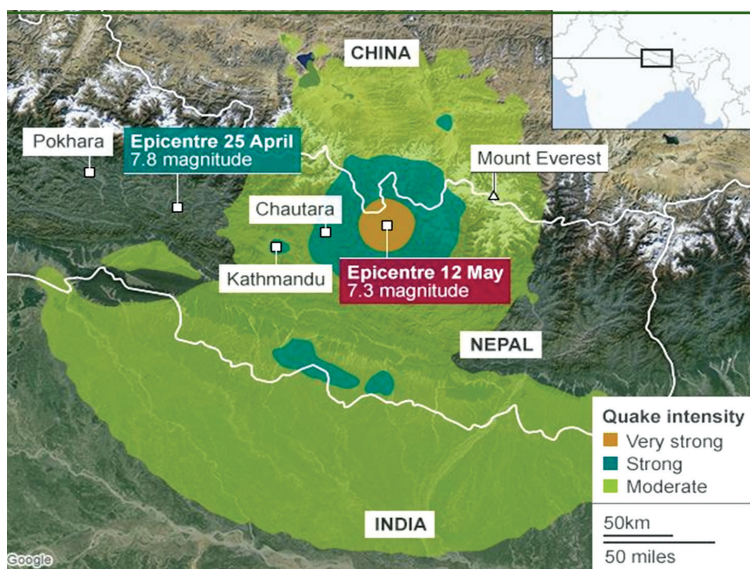 CHINA
Pokhara
Epicentre 25 April
7.8 magnitude
Mount Everest
Chautara
Kathmandu
Epicentre 12 May
7.3 magnitude
NEPAL
INDIA
Quake intensity
Very strong
Strong
Moderate
50km
50 miles
Google